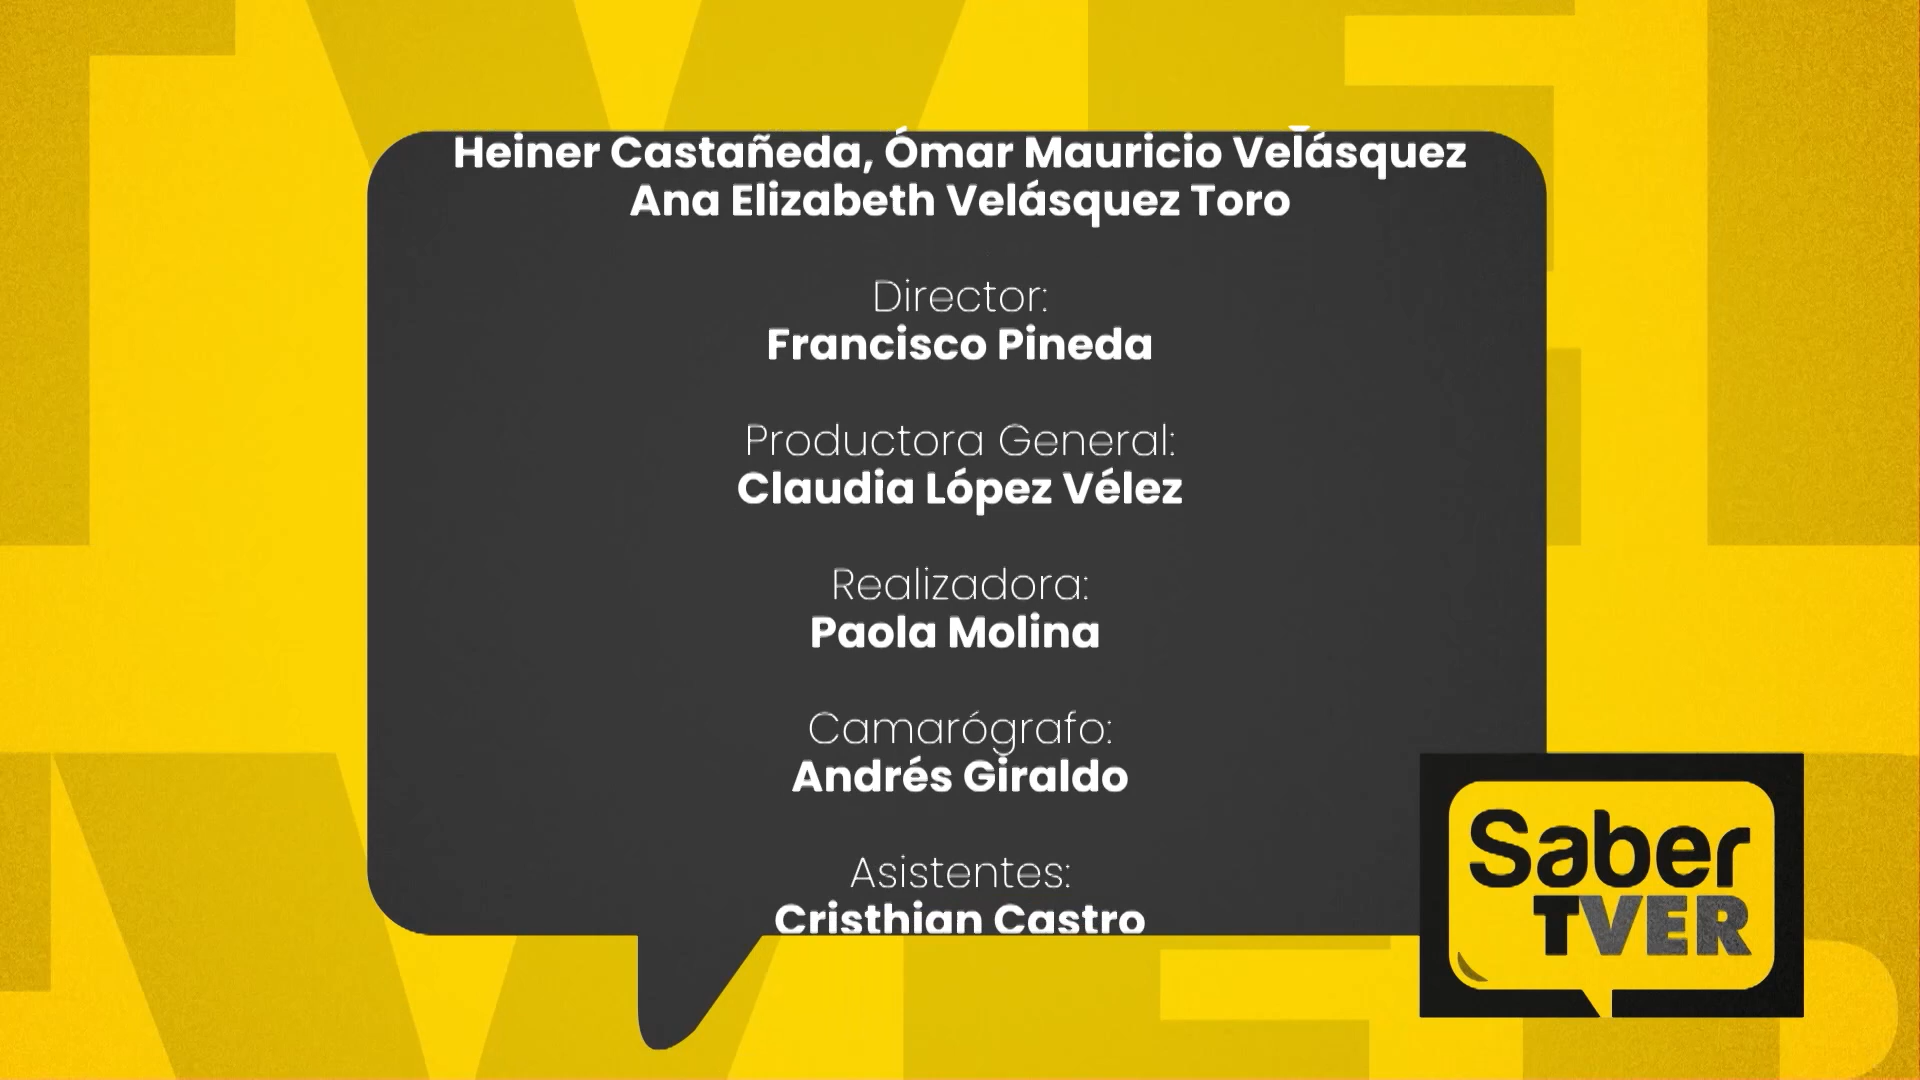 Heiner Castañeda, Ómar Mauricio Velásquez
Ana Elizabeth Velásquez Toro
Director:
Francisco Pineda
Productora General:
Claudia López Vélez
Realizadora:
Paola Molina
Camarógrafo:
Andrés Giraldo
Asistentes:
Cristhian Castro
Saber
TVER